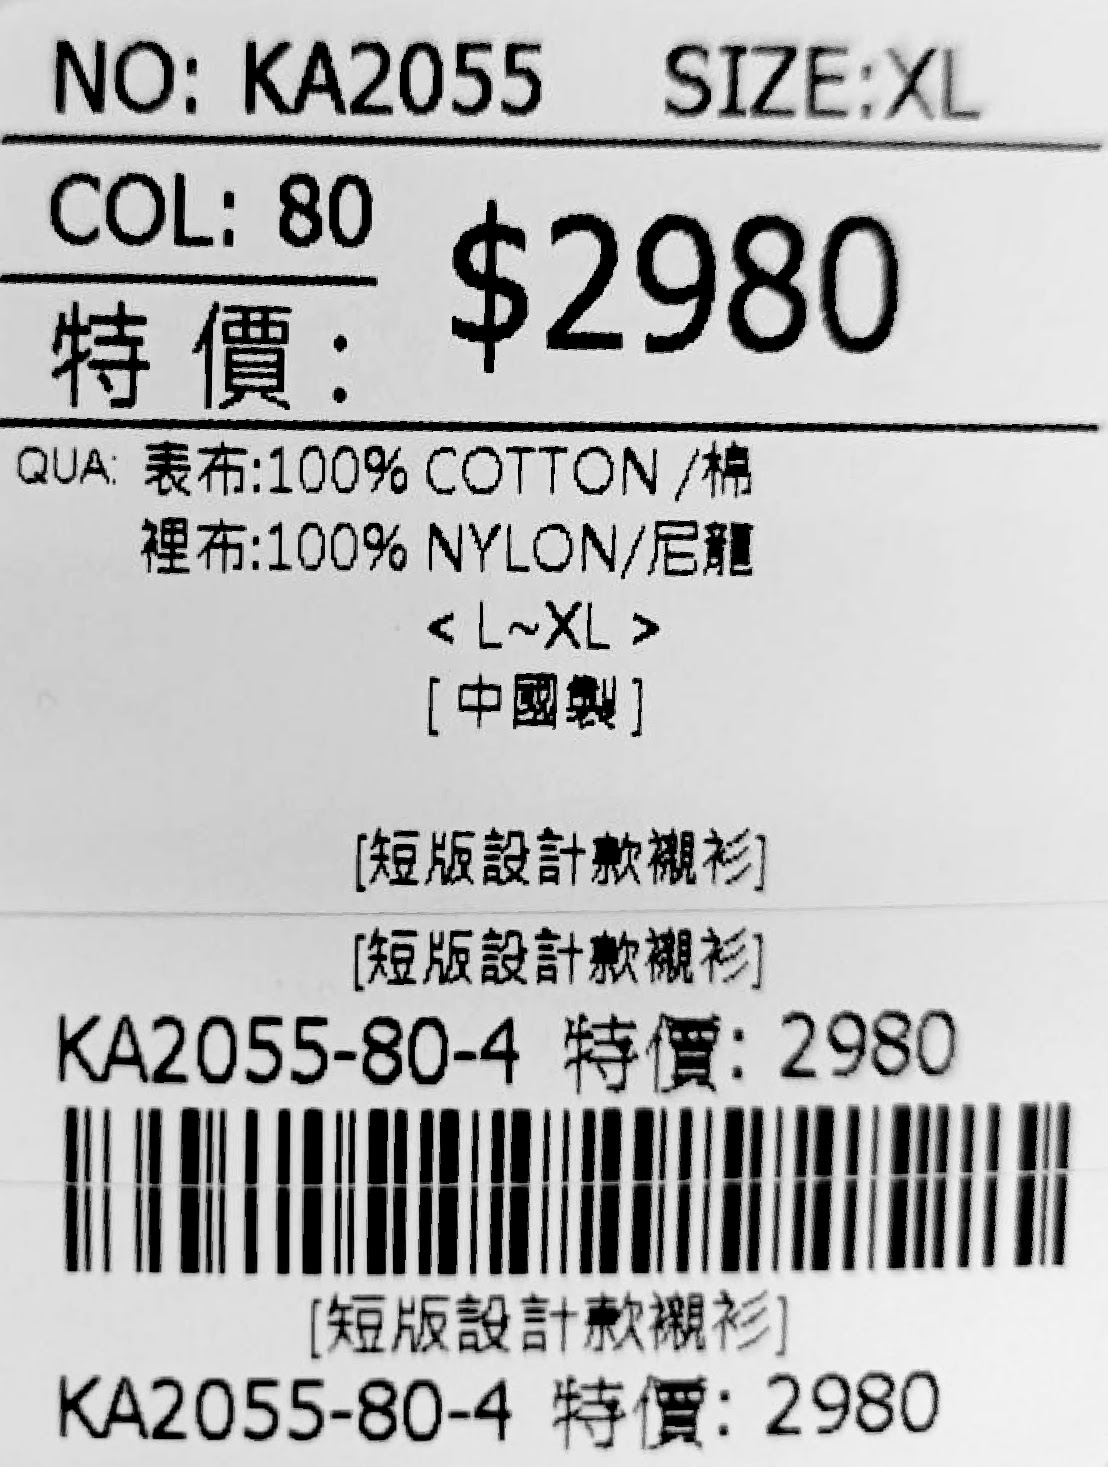 NO: KA2055 SIZE:XL
COL: 80
$2980
特價:
QUA: 表布:100% COTTON /棉
裡布:100% NYLON/尼龍
< L~XL >
[ 中國製 ]
[短版設計款襯衫]
[短版設計款襯衫]
KA2055-80-4 特價: 2980
[短版設計款襯衫]
KA2055-80-4 特價: 2980